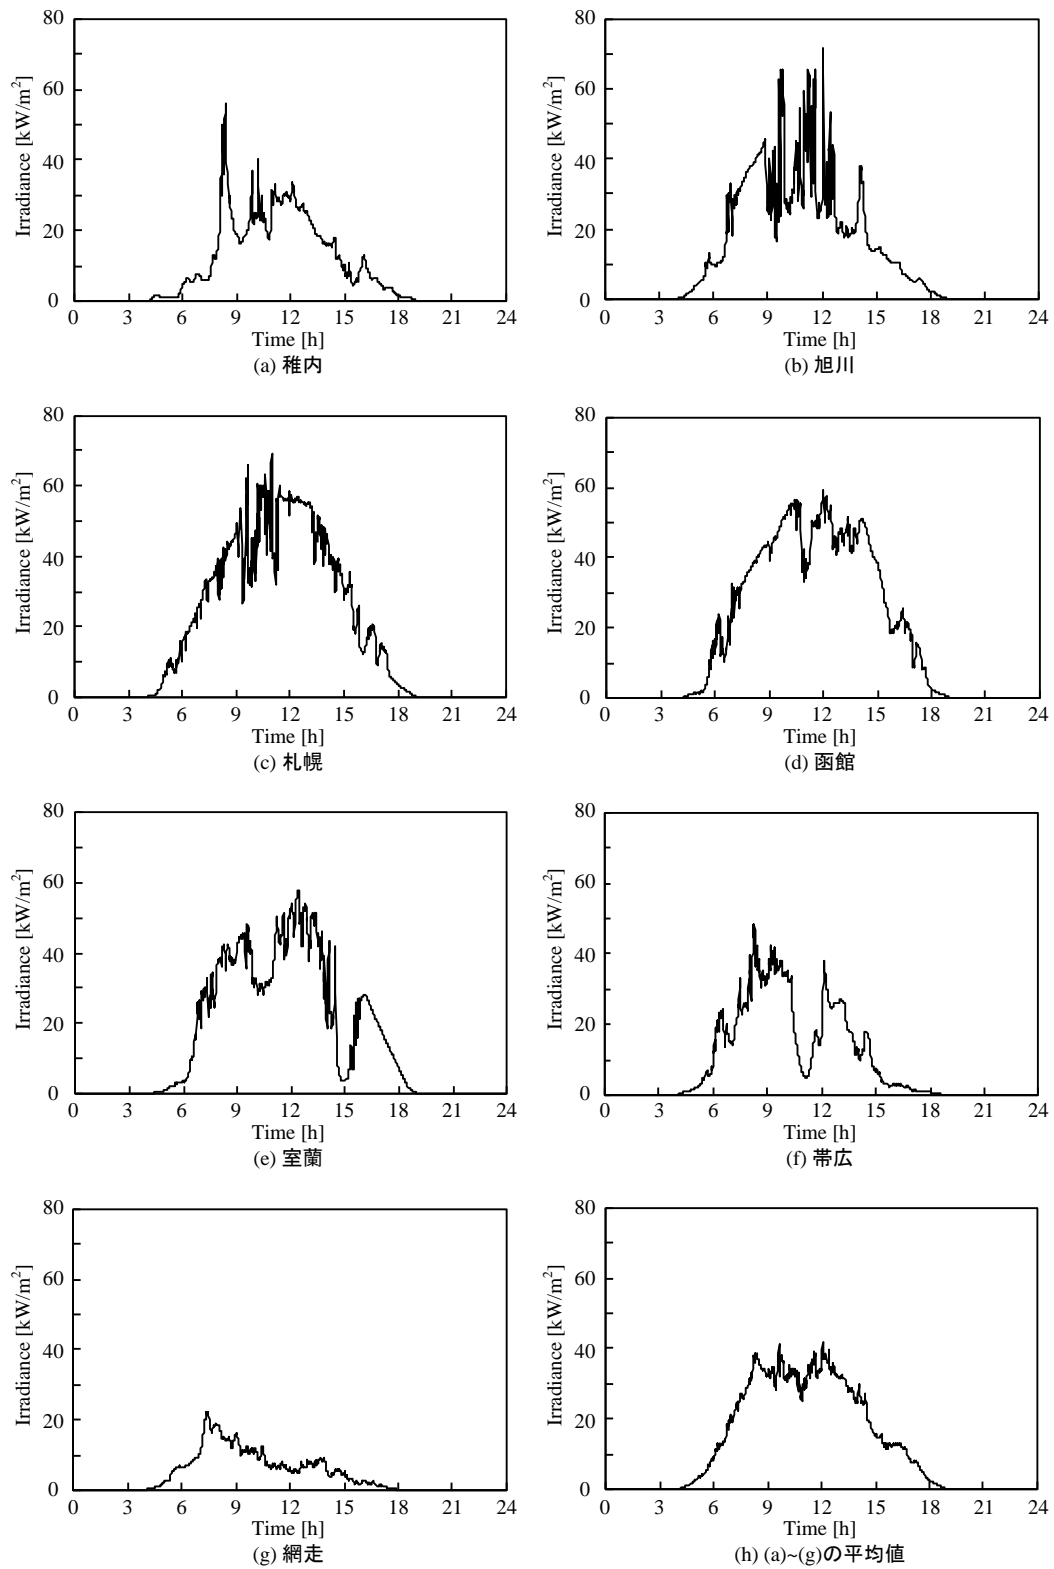 80
60
40
20
0
Irradiance [kW/m²]
0 3 6 9 12 15 18 21 24
Time [h]
(a) 稚内
80
60
40
20
0
Irradiance [kW/m²]
0 3 6 9 12 15 18 21 24
Time [h]
(b) 旭川
80
60
40
20
0
Irradiance [kW/m²]
0 3 6 9 12 15 18 21 24
Time [h]
(c) 札幌
80
60
40
20
0
Irradiance [kW/m²]
0 3 6 9 12 15 18 21 24
Time [h]
(d) 函館
80
60
40
20
0
Irradiance [kW/m²]
0 3 6 9 12 15 18 21 24
Time [h]
(e) 室蘭
80
60
40
20
0
Irradiance [kW/m²]
0 3 6 9 12 15 18 21 24
Time [h]
(f) 帯広
80
60
40
20
0
Irradiance [kW/m²]
0 3 6 9 12 15 18 21 24
Time [h]
(g) 網走
80
60
40
20
0
Irradiance [kW/m²]
0 3 6 9 12 15 18 21 24
Time [h]
(h) (a)~(g)の平均値